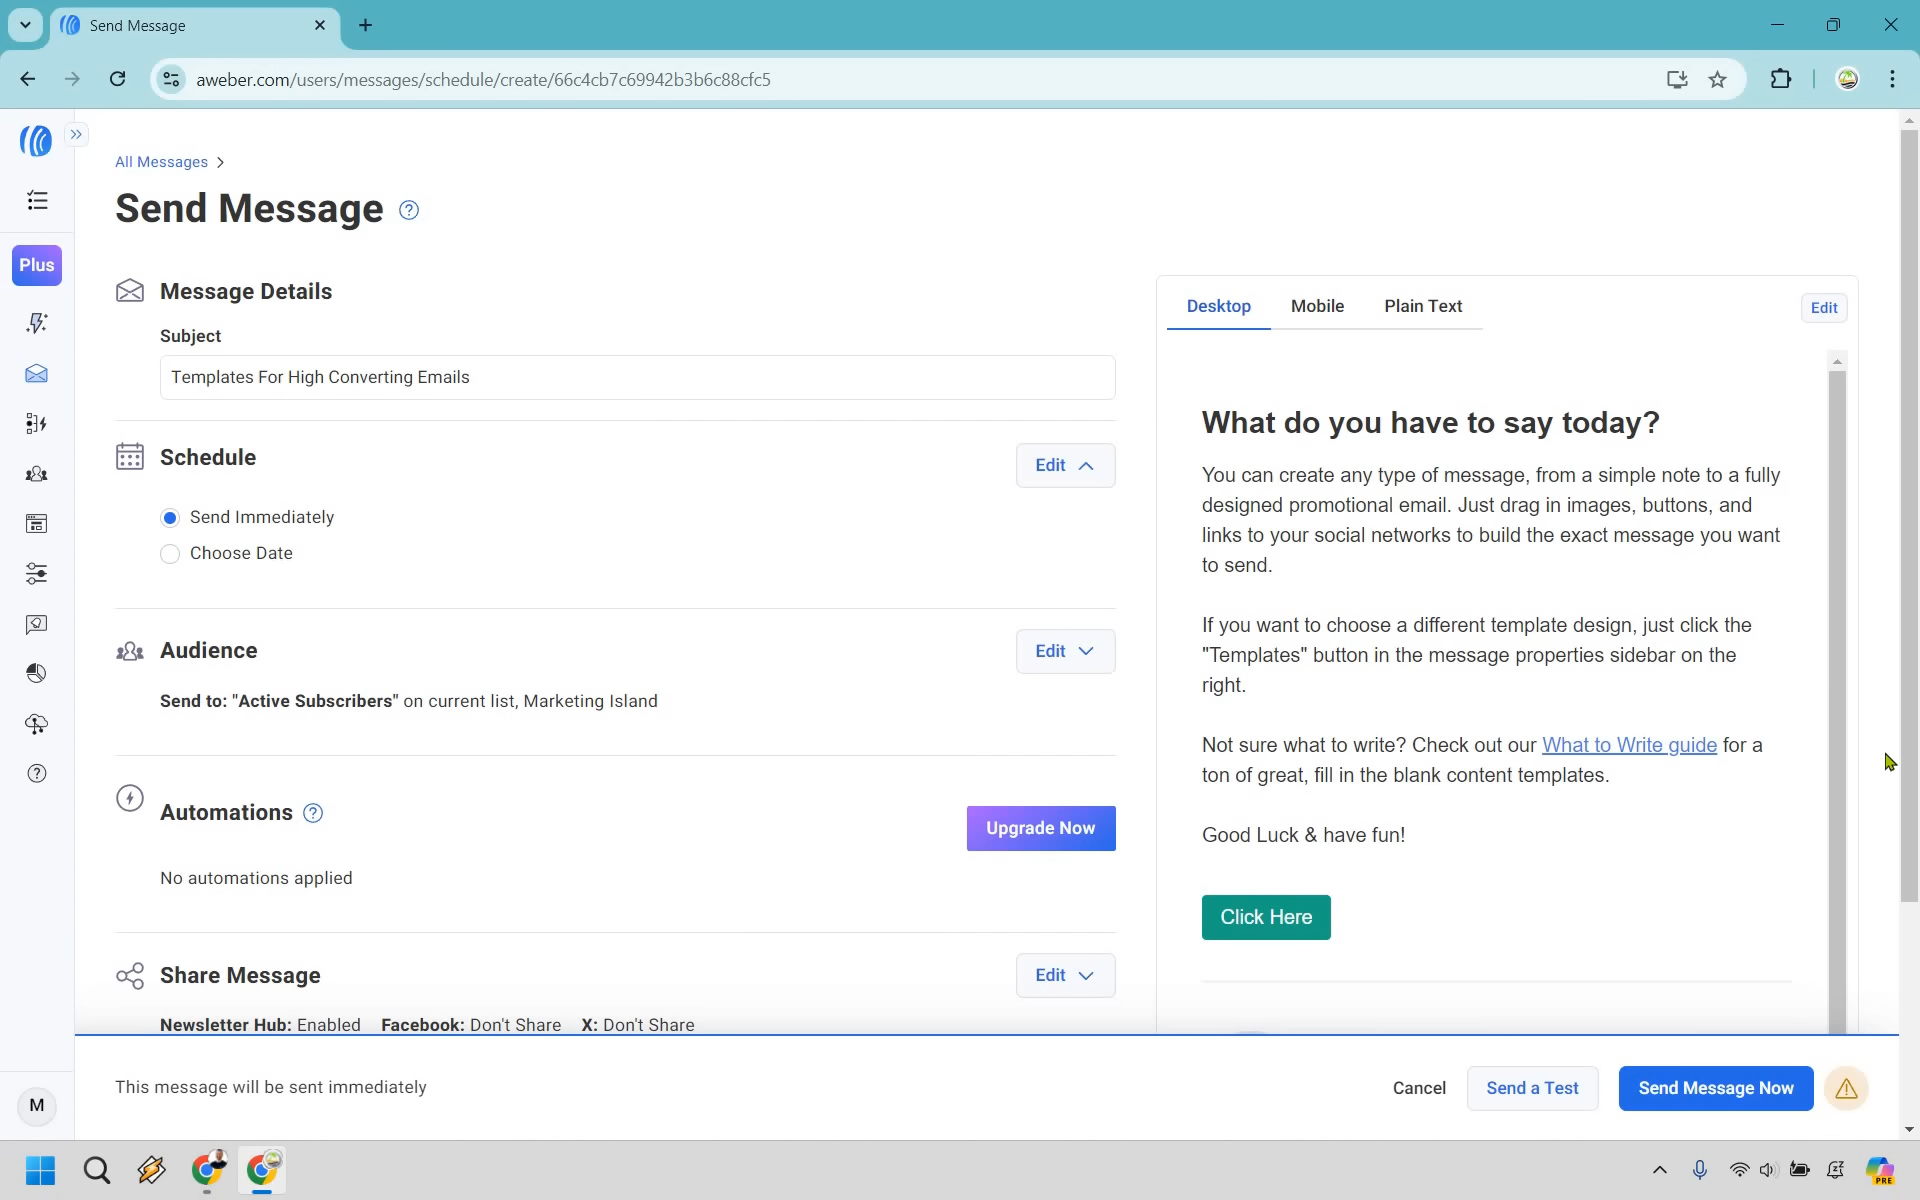 Send Message
aweber.com/users/messages/schedule/create/66c4cb7c69942b3b6c88cfc5
All Messages
Send Message
Plus
Message Details
Subject
Templates For High Converting Emails
Schedule
Edit
Send Immediately
Choose Date
Audience
Edit
Send to: "Active Subscribers" on current list, Marketing Island
Automations
Upgrade Now
No automations applied
Share Message
Edit
Newsletter Hub: Enabled Facebook: Don't Share X: Don't Share
Desktop Mobile Plain Text
Edit
What do you have to say today?
You can create any type of message, from a simple note to a fully
designed promotional email. Just drag in images, buttons, and
links to your social networks to build the exact message you want
to send.
If you want to choose a different template design, just click the
"Templates" button in the message properties sidebar on the
right.
Not sure what to write? Check out our What to Write guide for a
ton of great, fill in the blank content templates.
Good Luck & have fun!
Click Here
This message will be sent immediately
Cancel
Send a Test
Send Message Now
M
PRE